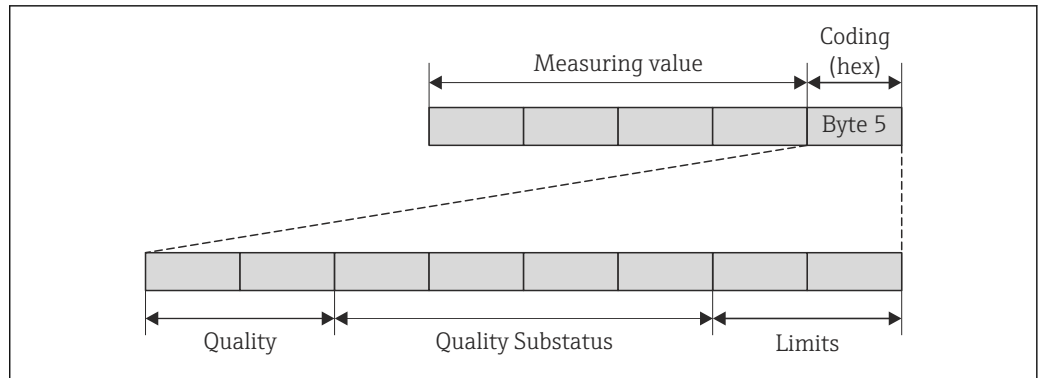 Coding
Measuring value
(hex)
Byte 5
Quality
Quality Substatus
Limits